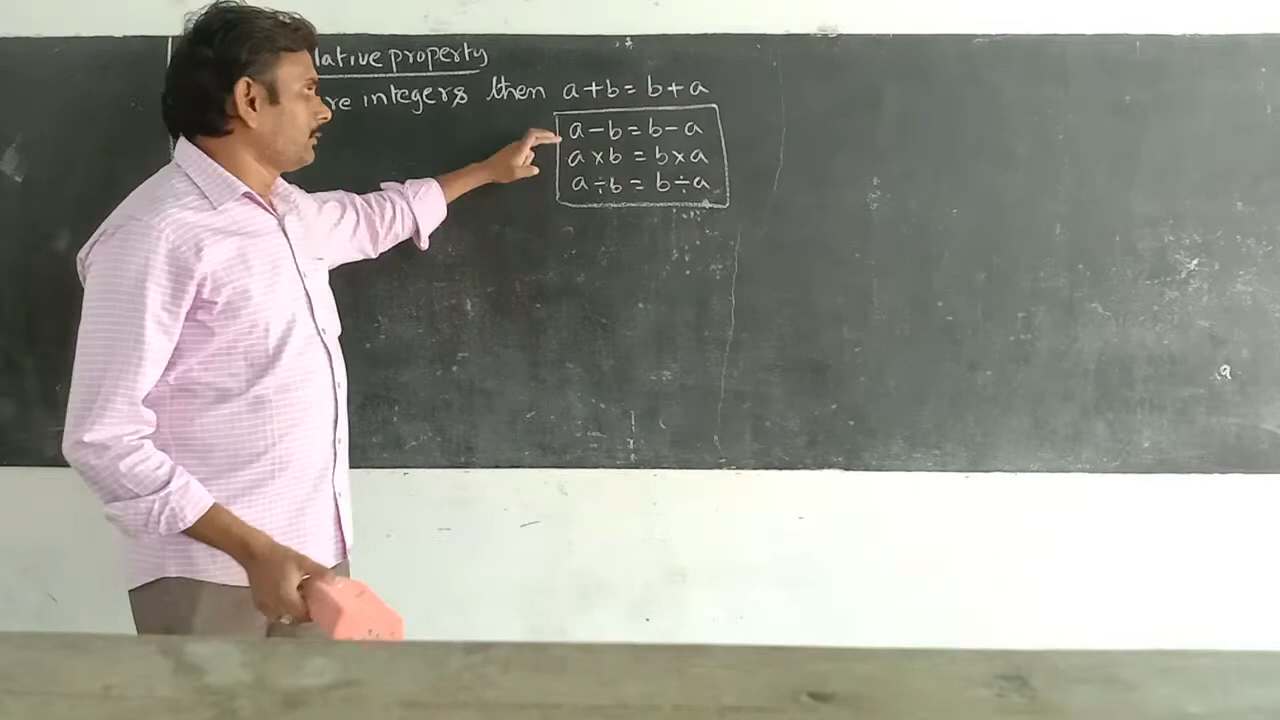 lative property
re integers then a+b=b+a
a-b=b-a
a×b=b×a
a÷b=b÷a
a